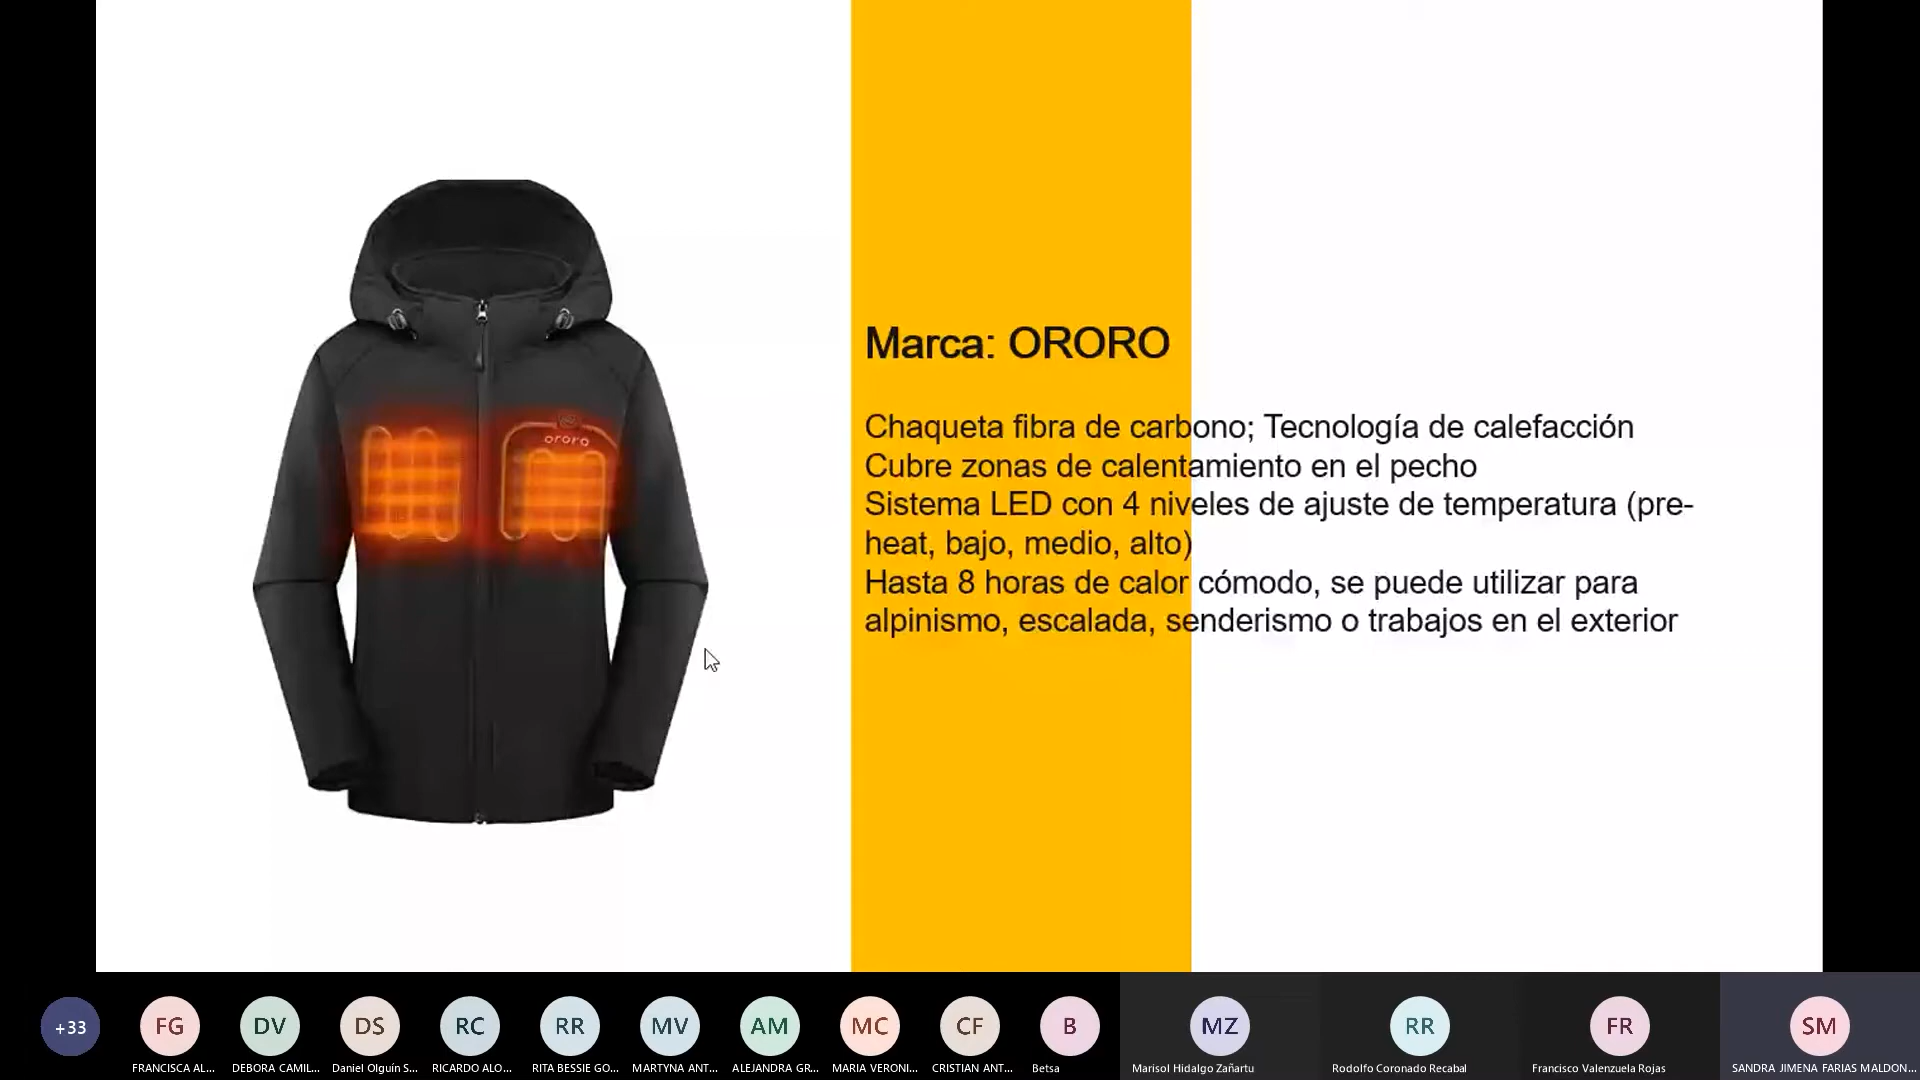 ororo
Marca: ORORO
Chaqueta fibra de carbono; Tecnología de calefacción
Cubre zonas de calentamiento en el pecho
Sistema LED con 4 niveles de ajuste de temperatura (pre-
heat, bajo, medio, alto)
Hasta 8 horas de calor cómodo, se puede utilizar para
alpinismo, escalada, senderismo o trabajos en el exterior
+33
FG
DV
DS
RC
RR
MV
AM
MC
CF
B
MZ
RR
FR
SM
FRANCISCA AL...
DEBORA CAMIL...
Daniel Olguín S...
RICARDO ALO...
RITA BESSIE GO...
MARTYNA ANT...
ALEJANDRA GR...
MARIA VERONI...
CRISTIAN ANT...
Betsa
Marisol Hidalgo Zañartu
Rodolfo Coronado Recabal
Francisco Valenzuela Rojas
SANDRA JIMENA FARIAS MALDON...